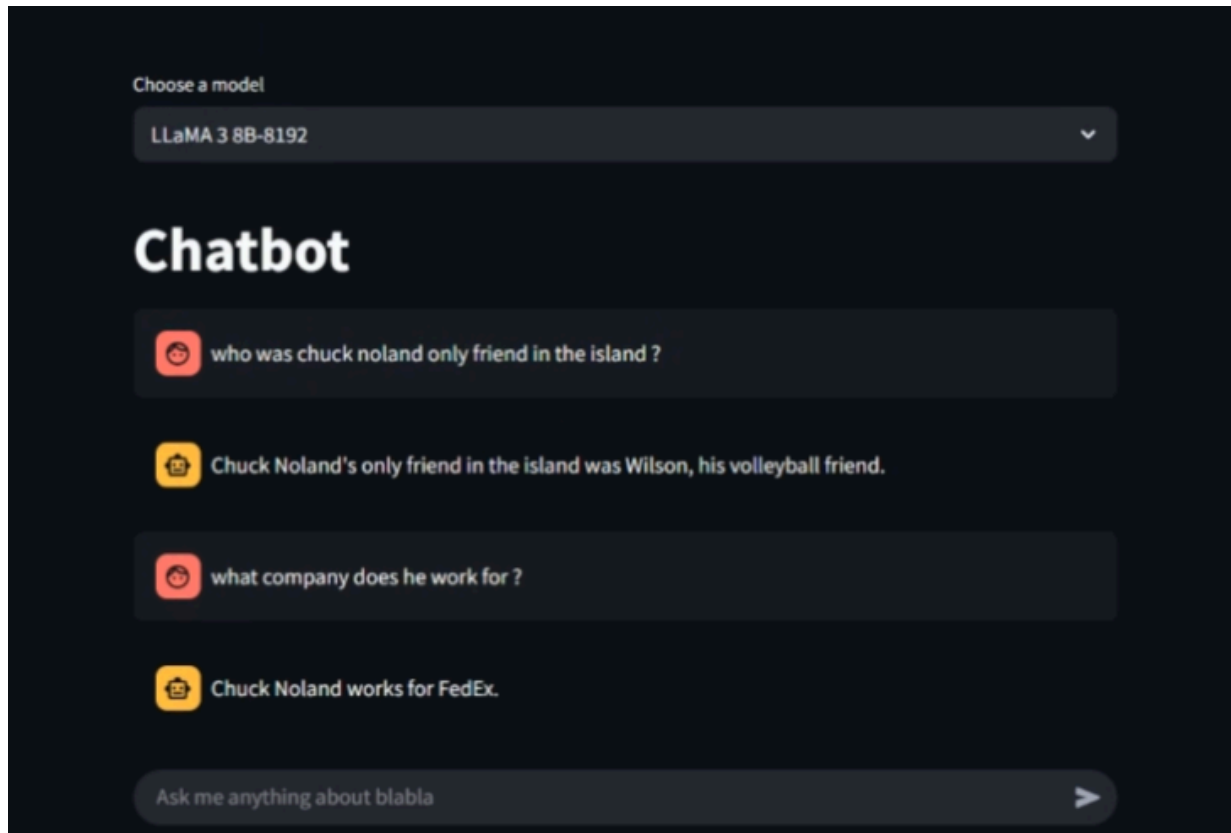 Choose a model
LLaMA 3 8B-8192
Chatbot
who was chuck noland only friend in the island ?
Chuck Noland's only friend in the island was Wilson, his volleyball friend.
what company does he work for ?
Chuck Noland works for FedEx.
Ask me anything about blabla